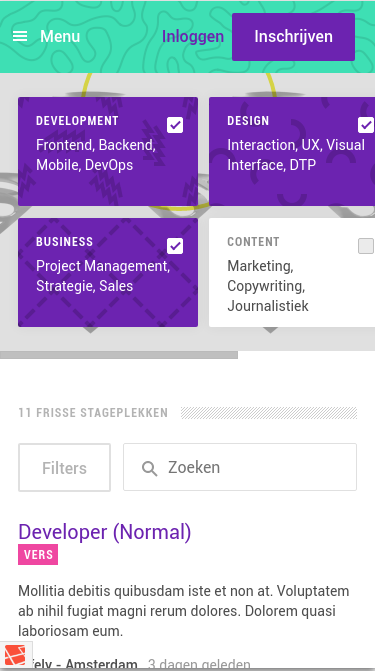 Menu
Inloggen
Inschrijven
DEVELOPMENT
Frontend, Backend,
Mobile, DevOps
DESIGN
Interaction, UX, Visual
Interface, DTP
BUSINESS
Project Management,
Strategie, Sales
CONTENT
Marketing,
Copywriting,
Journalistiek
11 FRISSE STAGEPLEKKEN
Filters
Zoeken
Developer (Normal)
VERS
Mollitia debitis quibusdam iste et non at. Voluptatem
ab nihil fugiat magni rerum dolores. Dolorem quasi
laboriosam eum.
- Amsterdam 3 dagen geleden